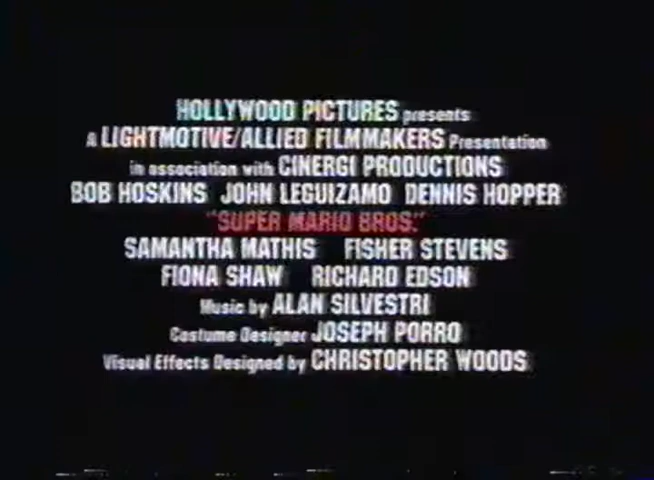 HOLLYWOOD PICTURES presents
A LIGHTMOTIVE/ALLIED FILMMAKERS Presentation
in association with CINERGI PRODUCTIONS
BOB HOSKINS JOHN LEGUIZAMO DENNIS HOPPER
"SUPER MARIO BROS."
SAMANTHA MATHIS FISHER STEVENS
FIONA SHAW RICHARD EDSON
Music by ALAN SILVESTRI
Costume Designer JOSEPH PORRO
Visual Effects Designed by CHRISTOPHER WOODS